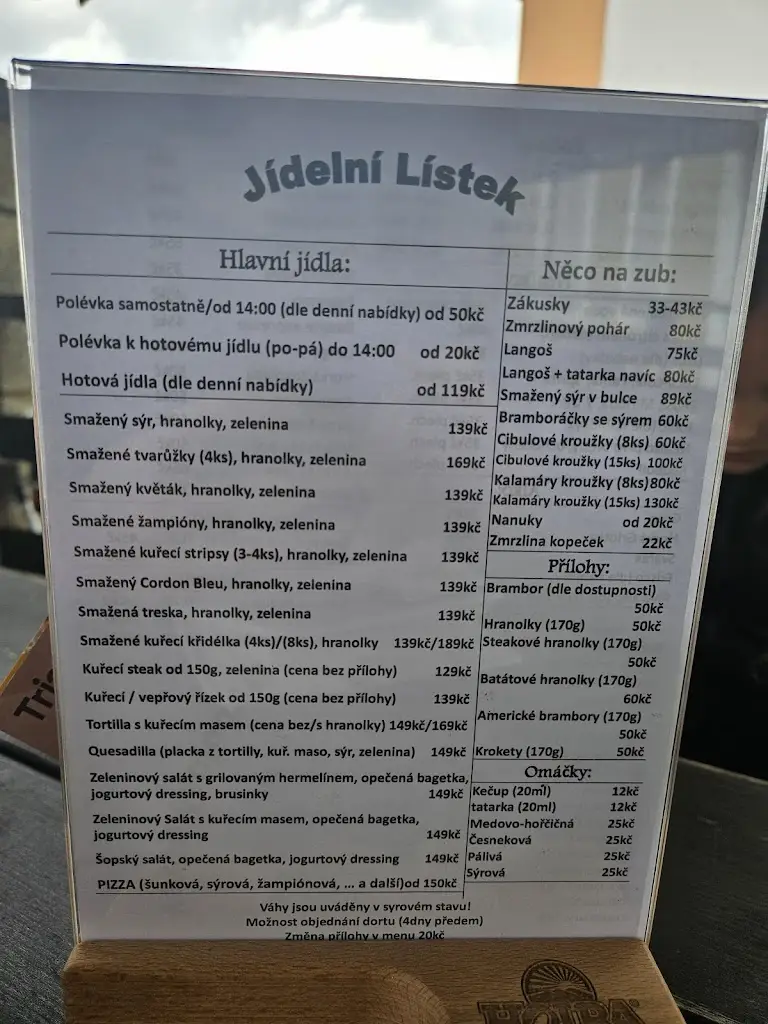 Jídelní Lístek
Hlavní jídla:
Polévka samostatně/od 14:00 (dle denní nabídky) od 50kč
Polévka k hotovému jídlu (po-pá) do 14:00 od 20kč
Hotová jídla (dle denní nabídky) od 119kč
Smažený sýr, hranolky, zelenina 139kč
Smažené tvarůžky (4ks), hranolky, zelenina 169kč
Smažený květák, hranolky, zelenina 139kč
Smažené žampióny, hranolky, zelenina 139kč
Smažené kuřecí stripsy (3-4ks), hranolky, zelenina 139kč
Smažený Cordon Bleu, hranolky, zelenina 139kč
Smažená treska, hranolky, zelenina 139kč
Smažené kuřecí křidélka (4ks)/(8ks), hranolky 139kč/189kč
Kuřecí steak od 150g, zelenina (cena bez přílohy) 129kč
Kuřecí / vepřový řízek od 150g (cena bez přílohy) 139kč
Tortilla s kuřecím masem (cena bez/s hranolky) 149kč/169kč
Quesadilla (placka z tortilly, kuř. maso, sýr, zelenina) 149kč
Zeleninový salát s grilovaným hermelínem, opečená bagetka,
jogurtový dressing, brusinky 149kč
Zeleninový Salát s kuřecím masem, opečená bagetka,
jogurtový dressing 149kč
Šopský salát, opečená bagetka, jogurtový dressing 149kč
PIZZA (šunková, sýrová, žampiónová, ... a další)od 150kč
Něco na zub:
Zákusky 33-43kč
Zmrzlinový pohár 80kč
Langoš 75kč
Langoš + tatarka navíc 80kč
Smažený sýr v bulce 89kč
Bramboráčky se sýrem 60kč
Cibulové kroužky (8ks) 60kč
Cibulové kroužky (15ks) 100kč
Kalamáry kroužky (8ks)80kč
Kalamáry kroužky (15ks) 130kč
Nanuky od 20kč
Zmrzlina kopeček 22kč
Přílohy:
Brambor (dle dostupnosti)
50kč
Hranolky (170g) 50kč
Steakové hranolky (170g)
50kč
Batátové hranolky (170g)
60kč
Americké brambory (170g)
50kč
Krokety (170g) 50kč
Omáčky:
Kečup (20ml) 12kč
tatarka (20ml) 12kč
Medovo-hořčičná 25kč
Česneková 25kč
Pálivá 25kč
Sýrová 25kč
Váhy jsou uváděny v syrovém stavu!
Možnost objednání dortu (4dny předem)
Změna přílohy v menu 20kč
HOLBA